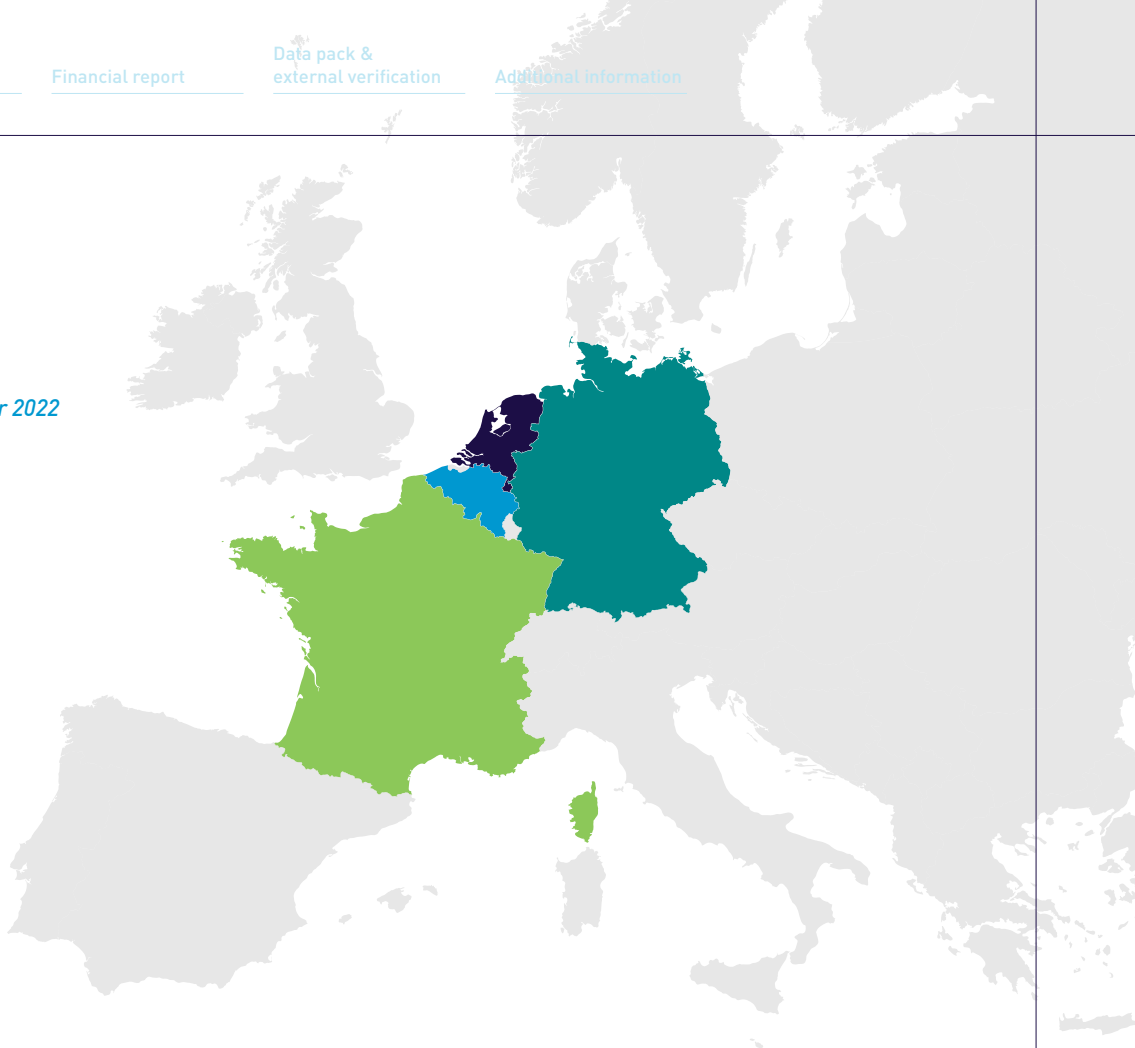 Financial report
Data pack &
external verification
Additional information
r 2022